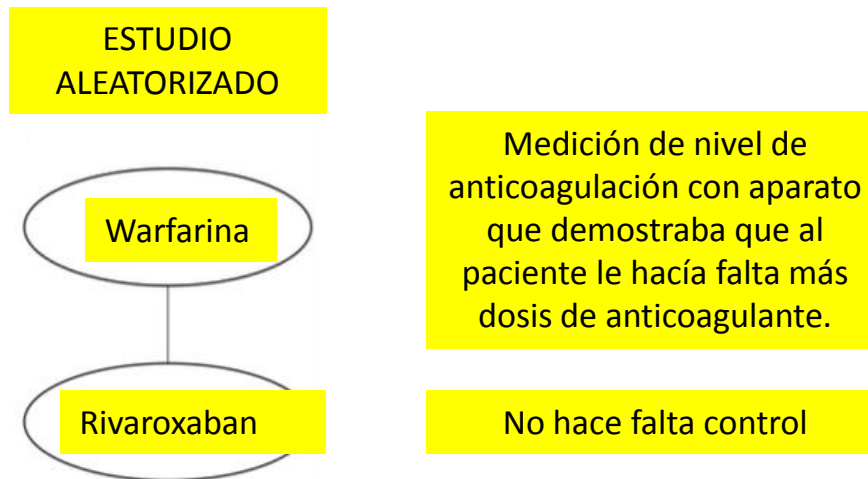 ESTUDIO
ALEATORIZADO
Warfarina
Medición de nivel de
anticoagulación con aparato
que demostraba que al
paciente le hacía falta más
dosis de anticoagulante.
Rivaroxaban
No hace falta control